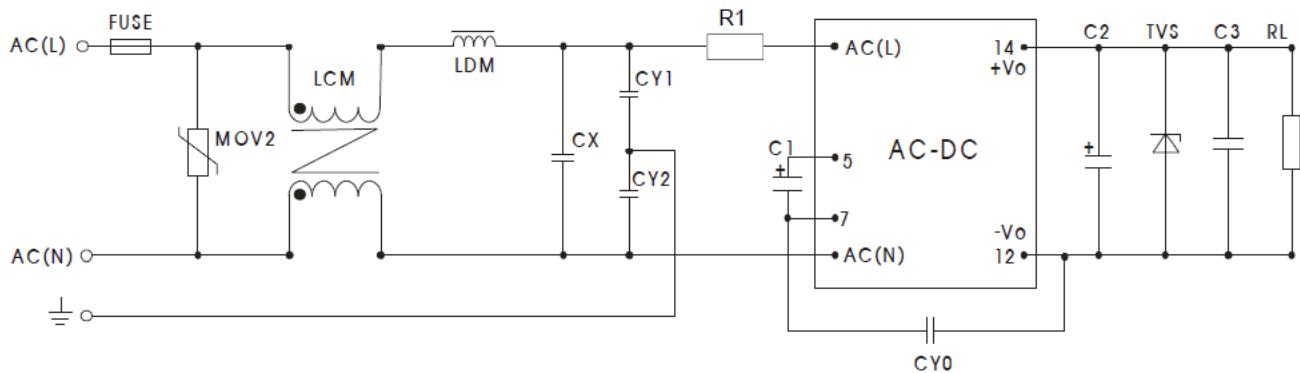 FUSE
R1
C2 TVS C3 RL
AC(L)
AC(L)
14
+Vo
LCM
LDM
CY1
MOV2
CX
C1
+
5
AC-DC
+
CY2
7
-Vo
AC(N)
AC(N)
12
CY0